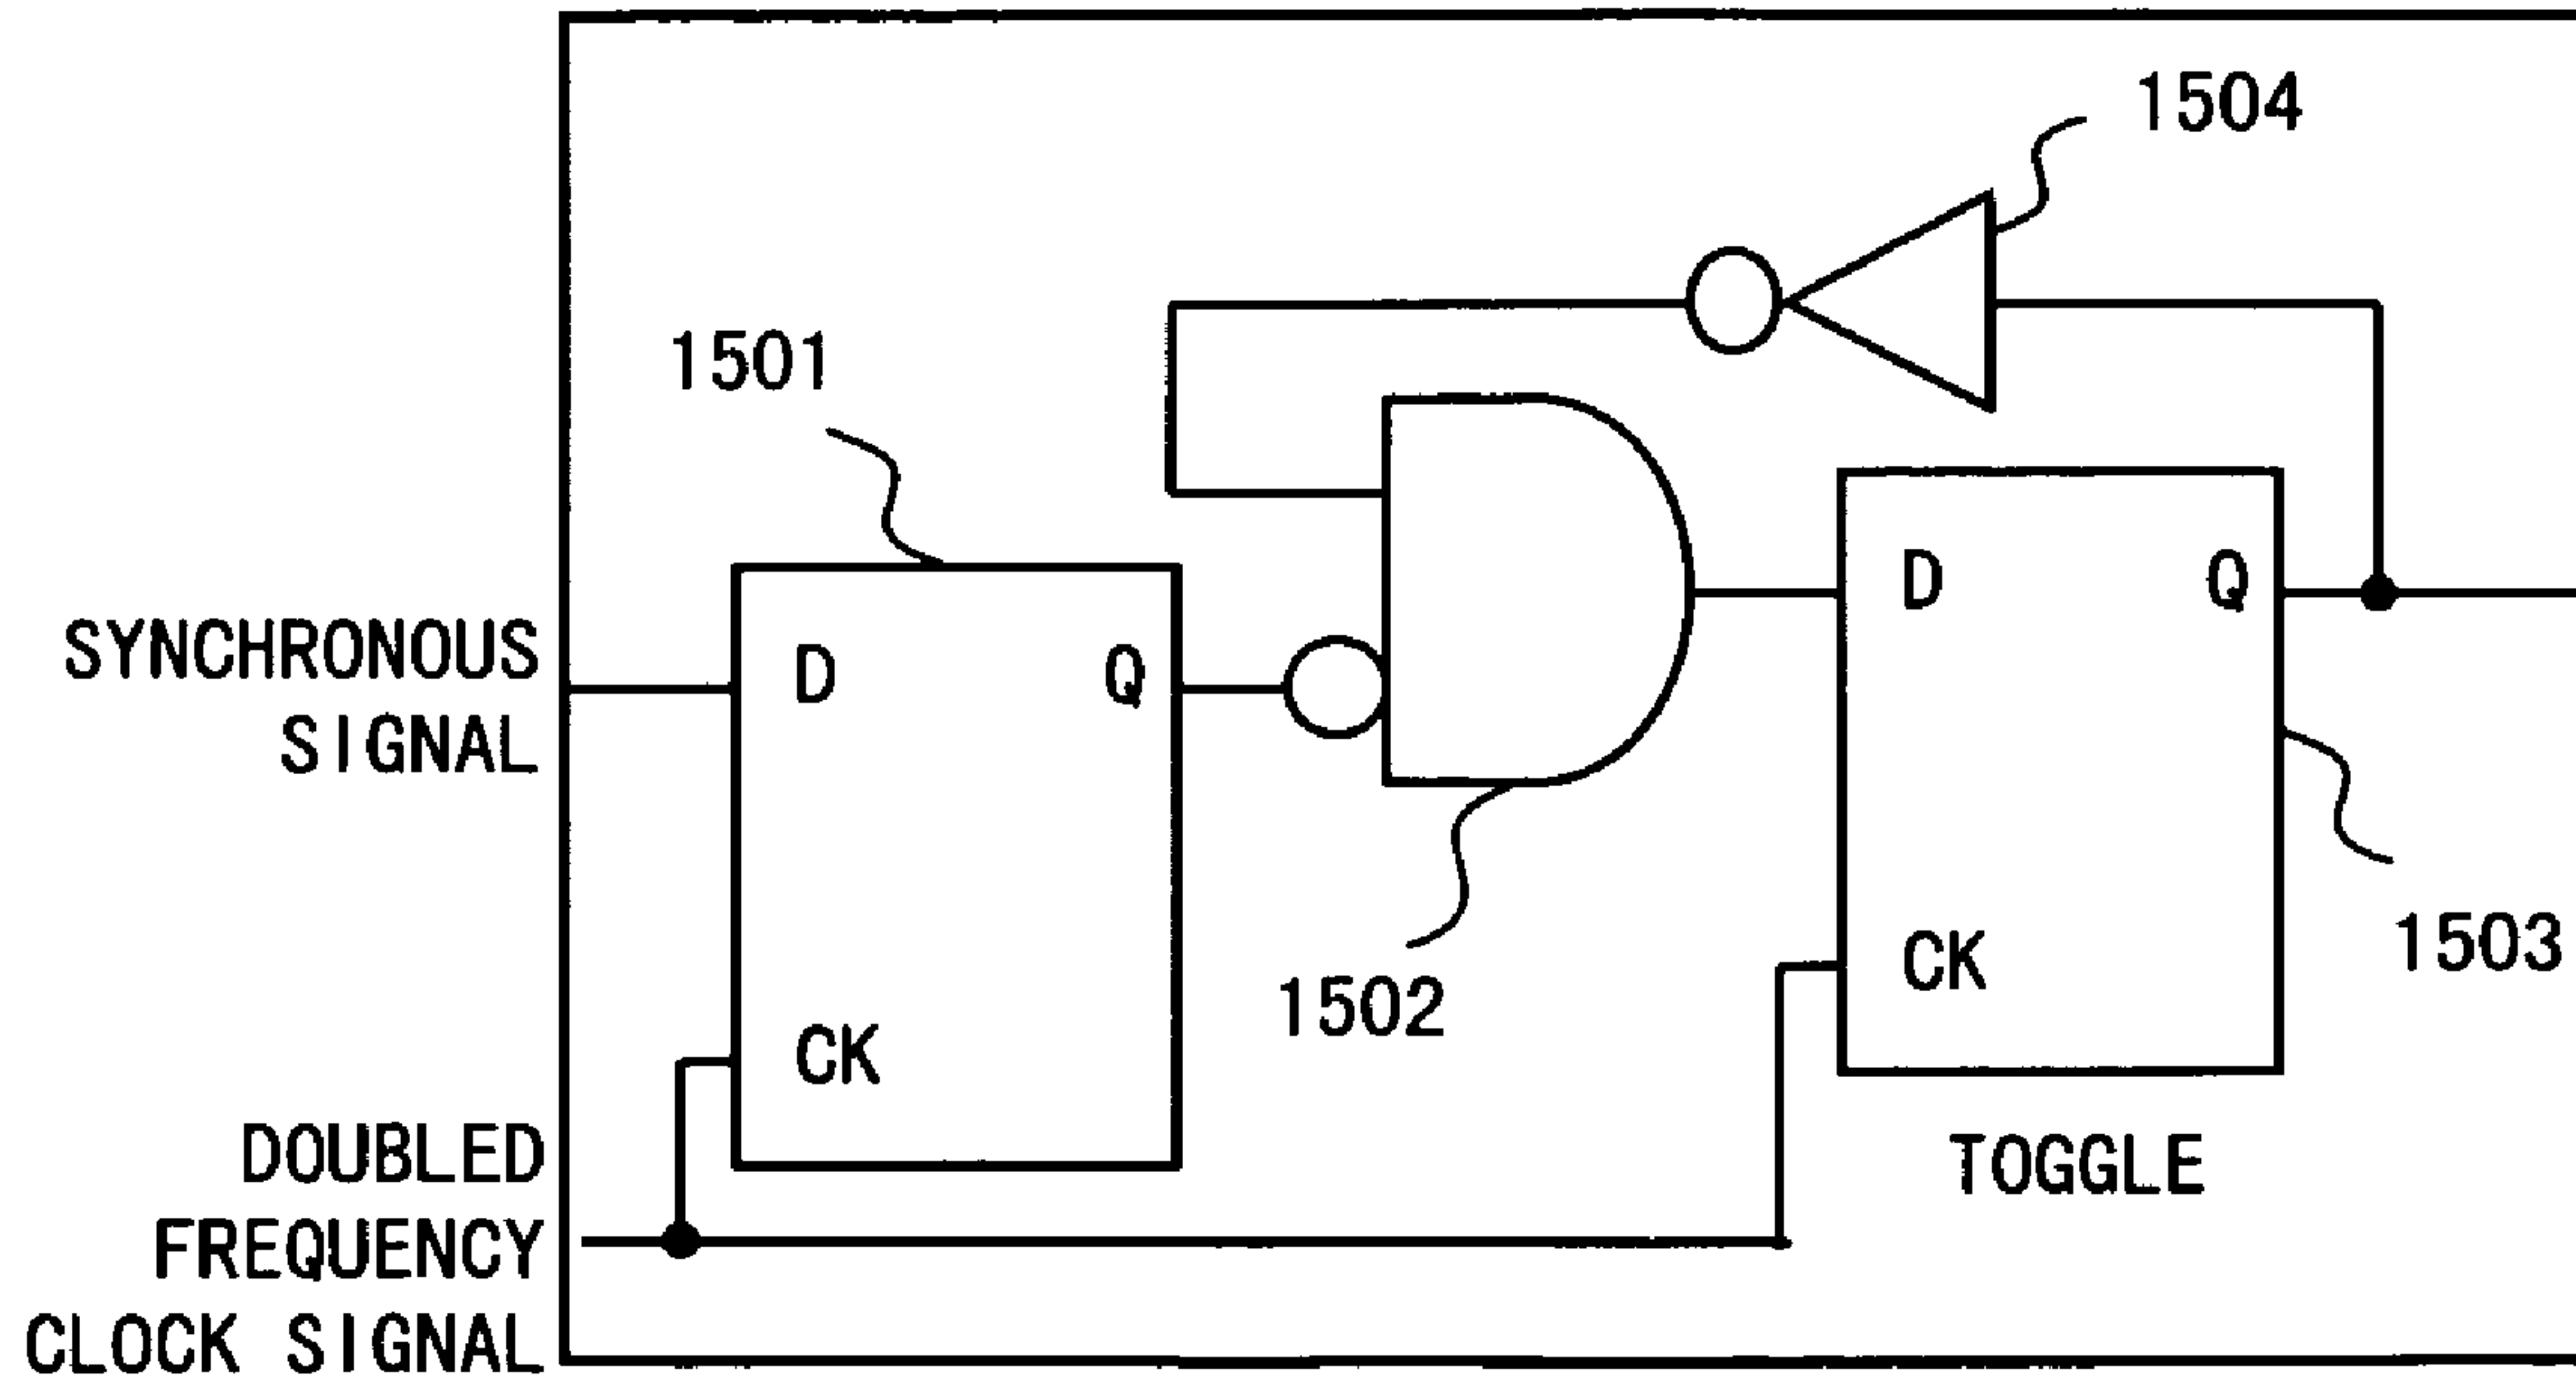 1504
1501
D Q
SYNCHRONOUS
SIGNAL
D Q
CK
1503
1502
CK
DOUBLED
FREQUENCY
CLOCK SIGNAL
TOGGLE